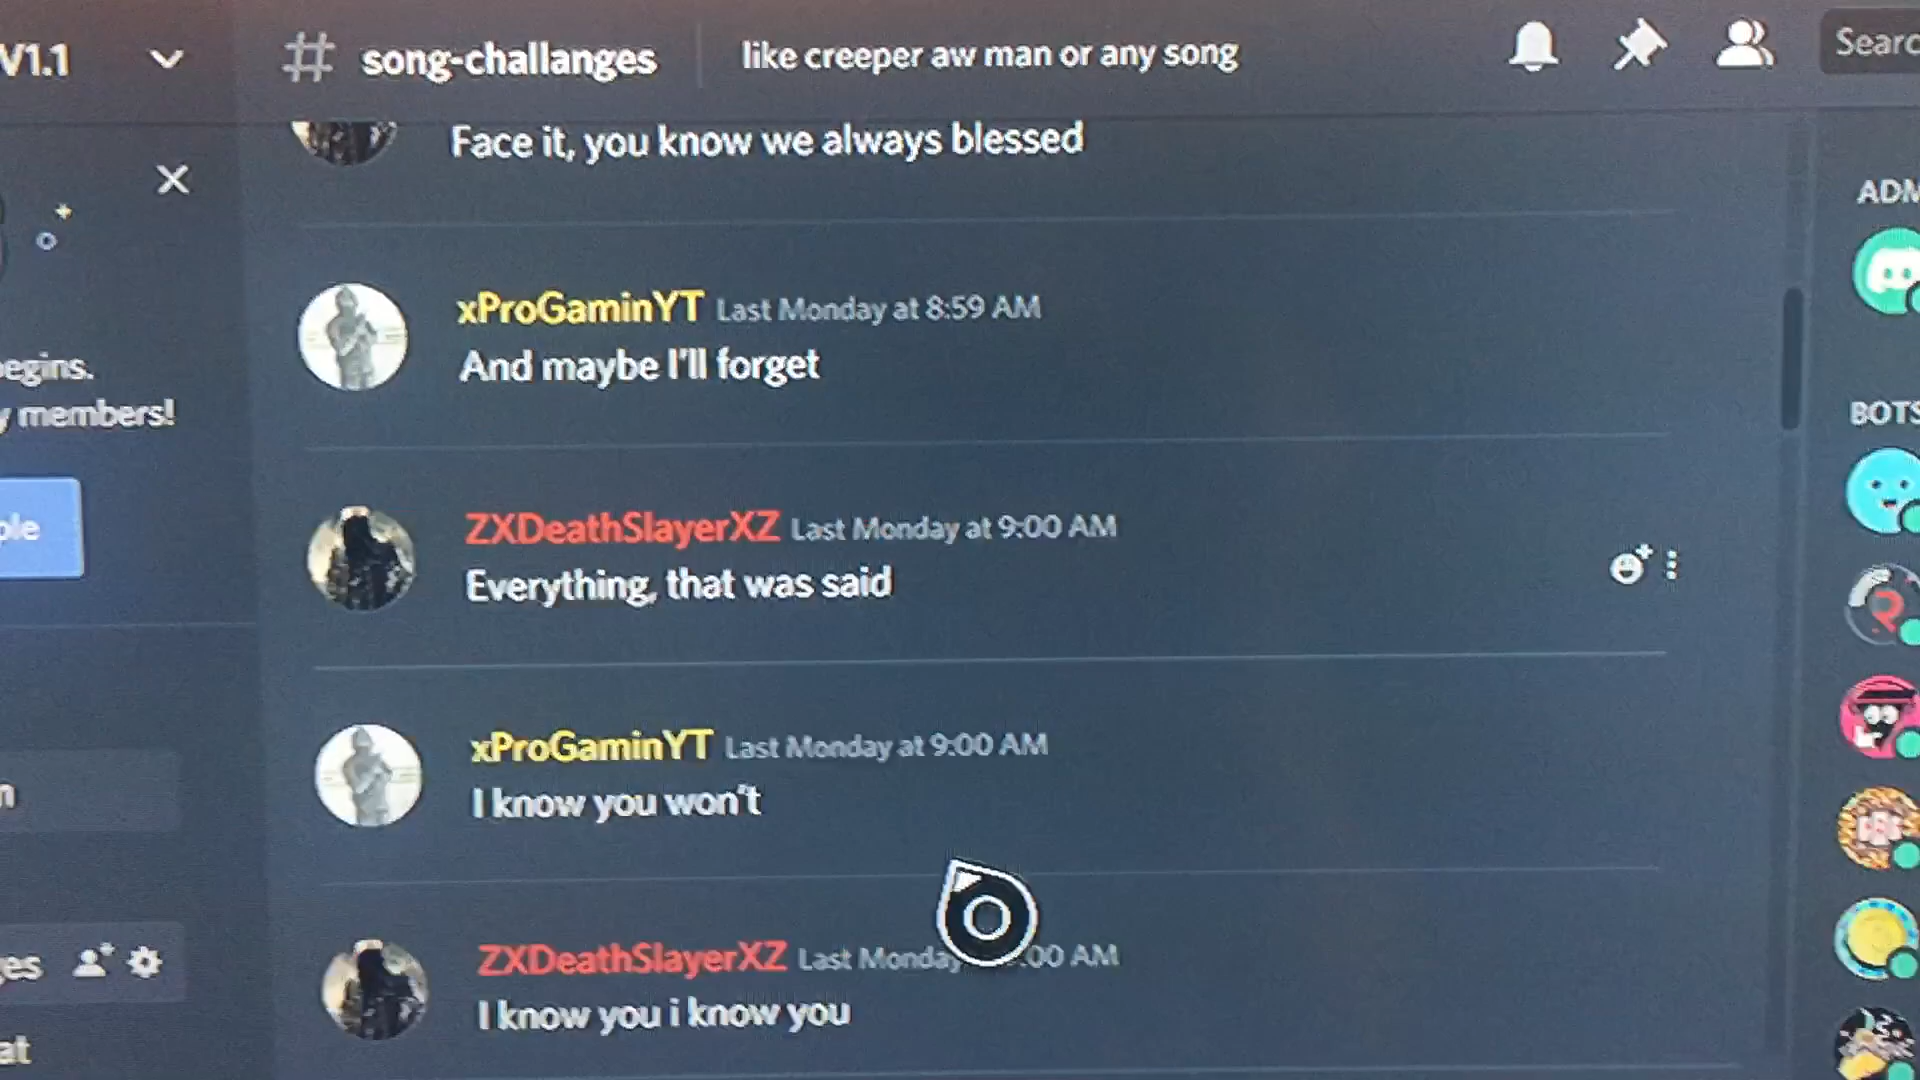 V1.1
song-challanges
like creeper aw man or any song
Searc
Face it, you know we always blessed
ADM
xProGaminYT Last Monday at 8:59 AM
And maybe I'll forget
egins.
y members!
BOTS
ple
ZXDeathSlayerXZ Last Monday at 9:00 AM
Everything, that was said
xProGaminYT Last Monday at 9:00 AM
I know you won't
ZXDeathSlayerXZ Last Monday :00 AM
I know you i know you
es
at